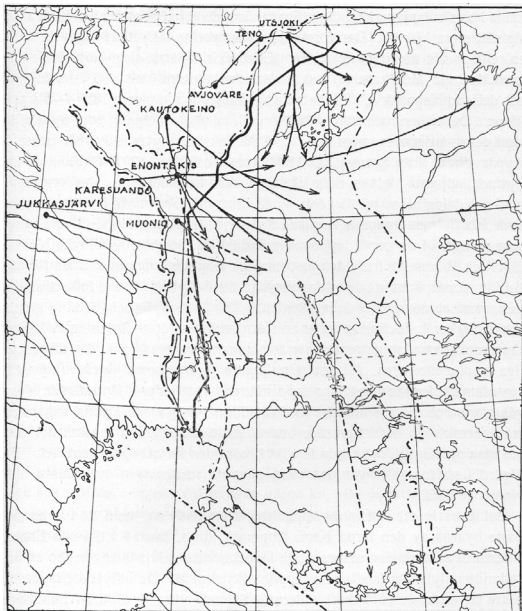 UTSJOKI
TENO
AVJOVARE
KAUTOKEINO
ENONTEKIS
KARESUANDO
JUKKASJÄRVI
MUONIO